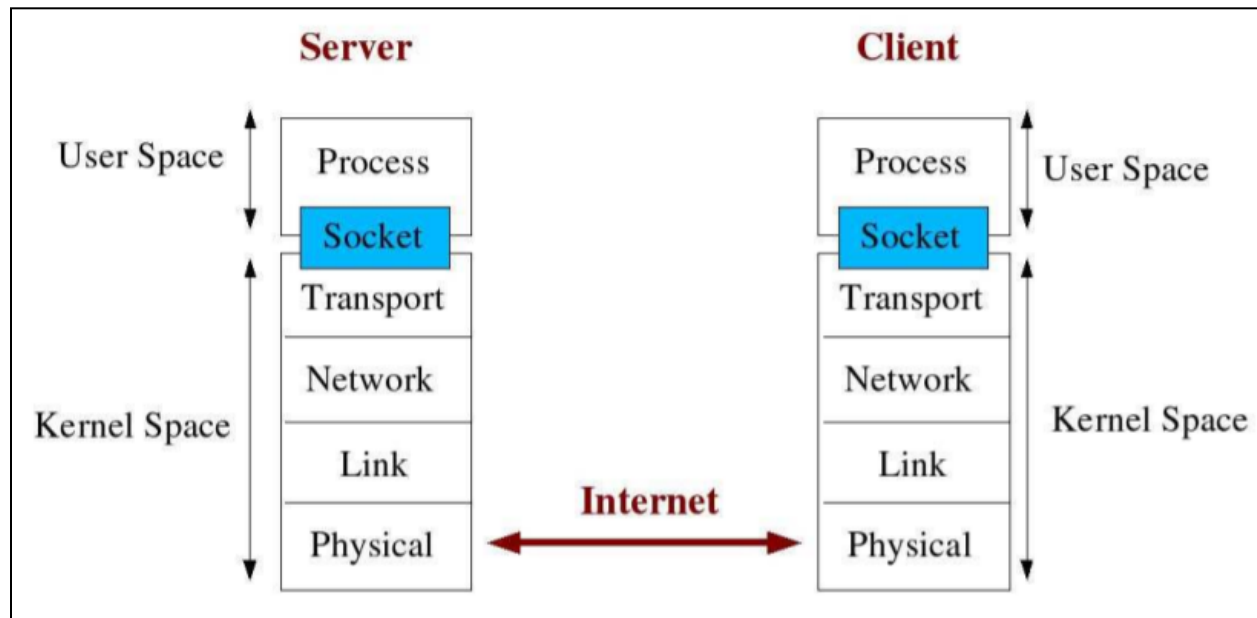 Server
Client
User Space
Process
Process
User Space
Socket
Socket
Transport
Transport
Network
Network
Kernel Space
Kernel Space
Link
Link
Internet
Physical
Physical